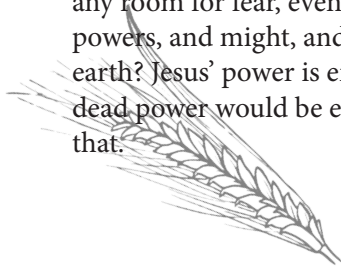 any room for fear, even
powers, and might, and
earth? Jesus’ power is
dead power would be
that.